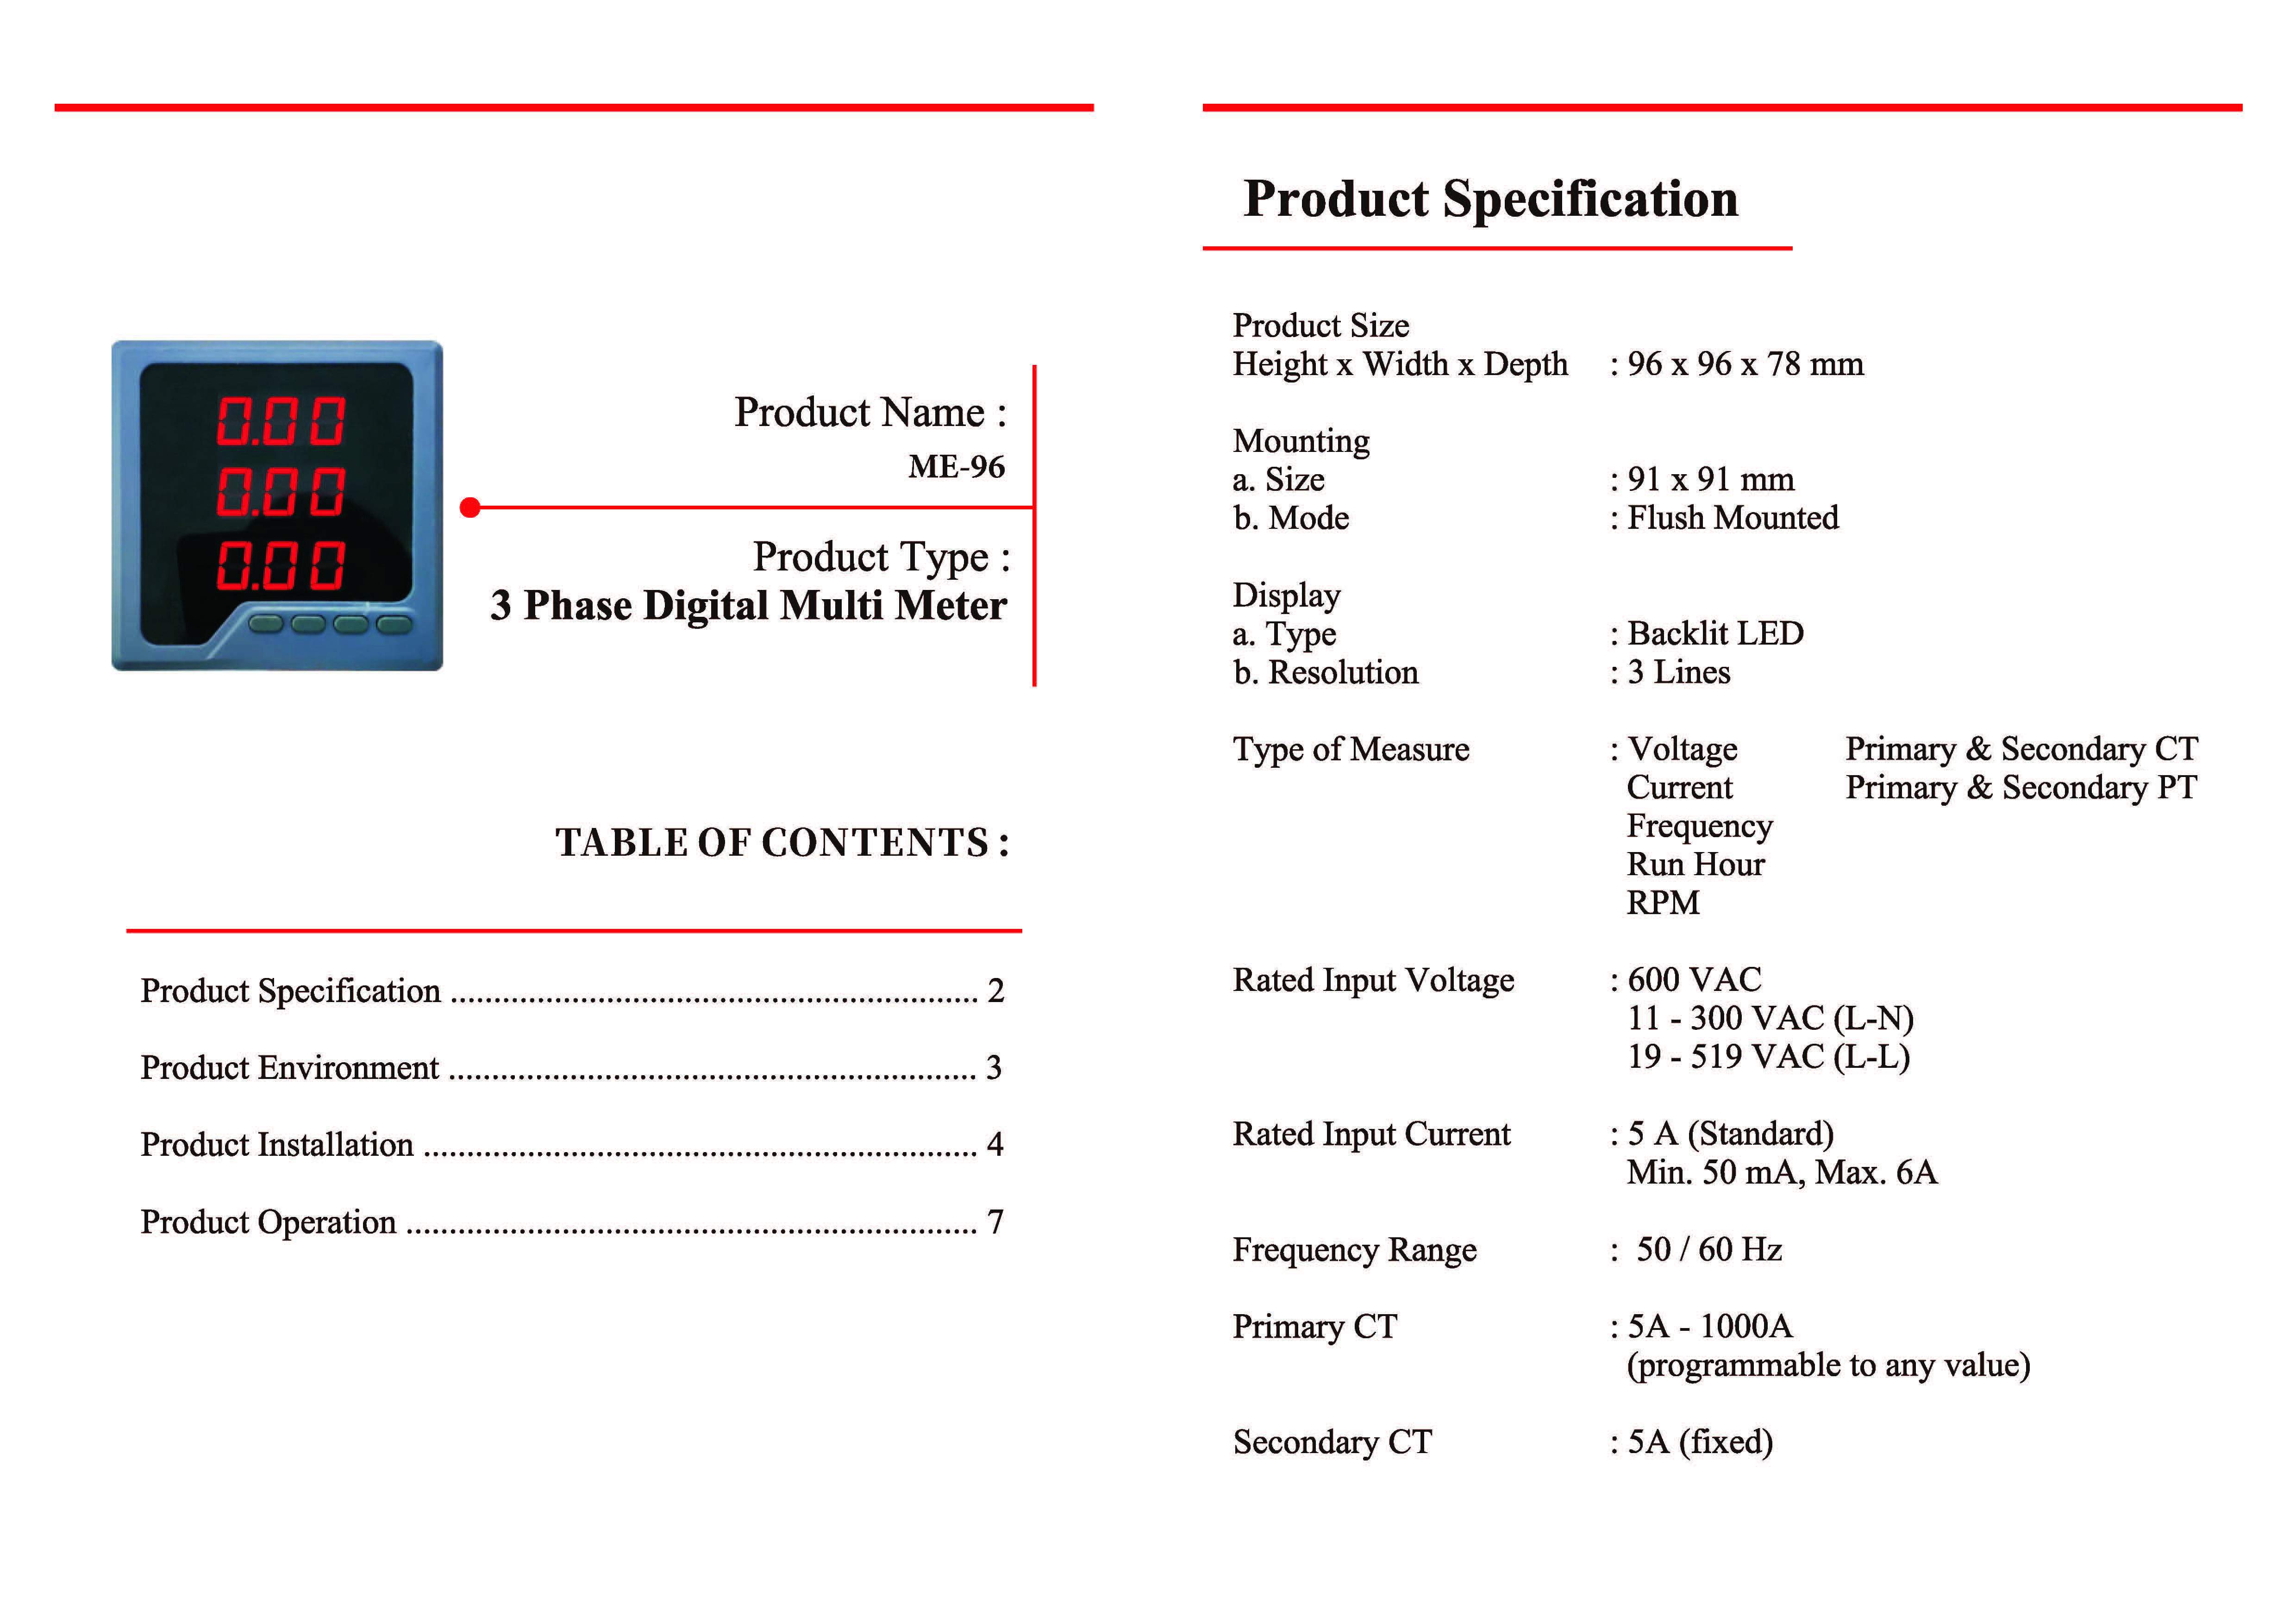 0.00
0.00
0.00
Product Name :
ME-96
Product Type :
3 Phase Digital Multi Meter
TABLE OF CONTENTS :
Product Specification ............................................................. 2
Product Environment ............................................................. 3
Product Installation ................................................................ 4
Product Operation .................................................................. 7
Product Specification
Product Size
Height x Width x Depth : 96 x 96 x 78 mm
Mounting
a. Size : 91 x 91 mm
b. Mode : Flush Mounted
Display
a. Type : Backlit LED
b. Resolution : 3 Lines
Type of Measure : Voltage Primary & Secondary CT
Current Primary & Secondary PT
Frequency
Run Hour
RPM
Rated Input Voltage : 600 VAC
11 - 300 VAC (L-N)
19 - 519 VAC (L-L)
Rated Input Current : 5 A (Standard)
Min. 50 mA, Max. 6A
Frequency Range : 50 / 60 Hz
Primary CT : 5A - 1000A
(programmable to any value)
Secondary CT : 5A (fixed)